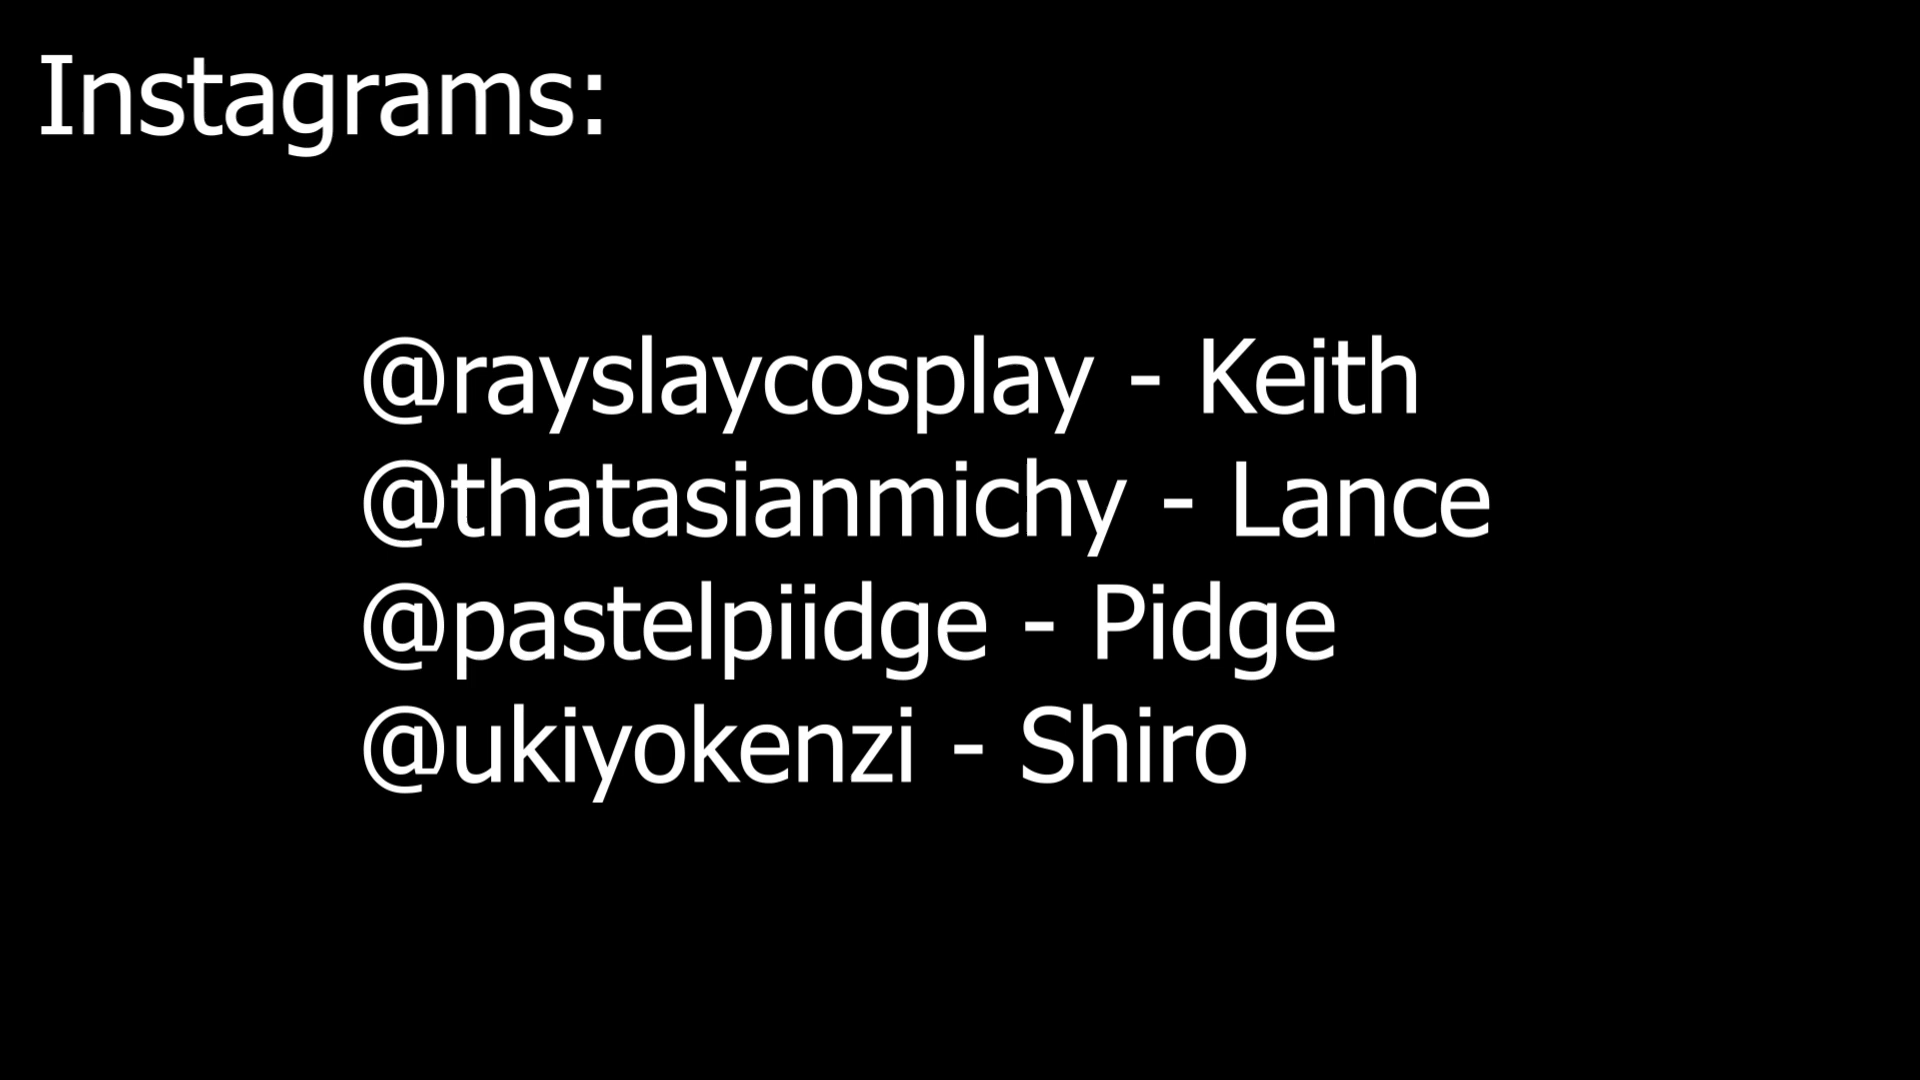 Instagrams:
@rayslaycosplay - Keith
@thatasianmichy - Lance
@pastelpiidge - Pidge
@ukiyokenzi - Shiro